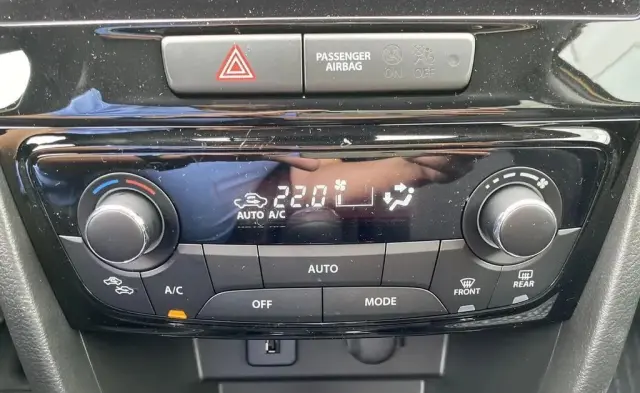 PASSENGER
AIRBAG
ON
OFF
22.0
AUTO A/C
AUTO
A/C
OFF
MODE
FRONT
REAR